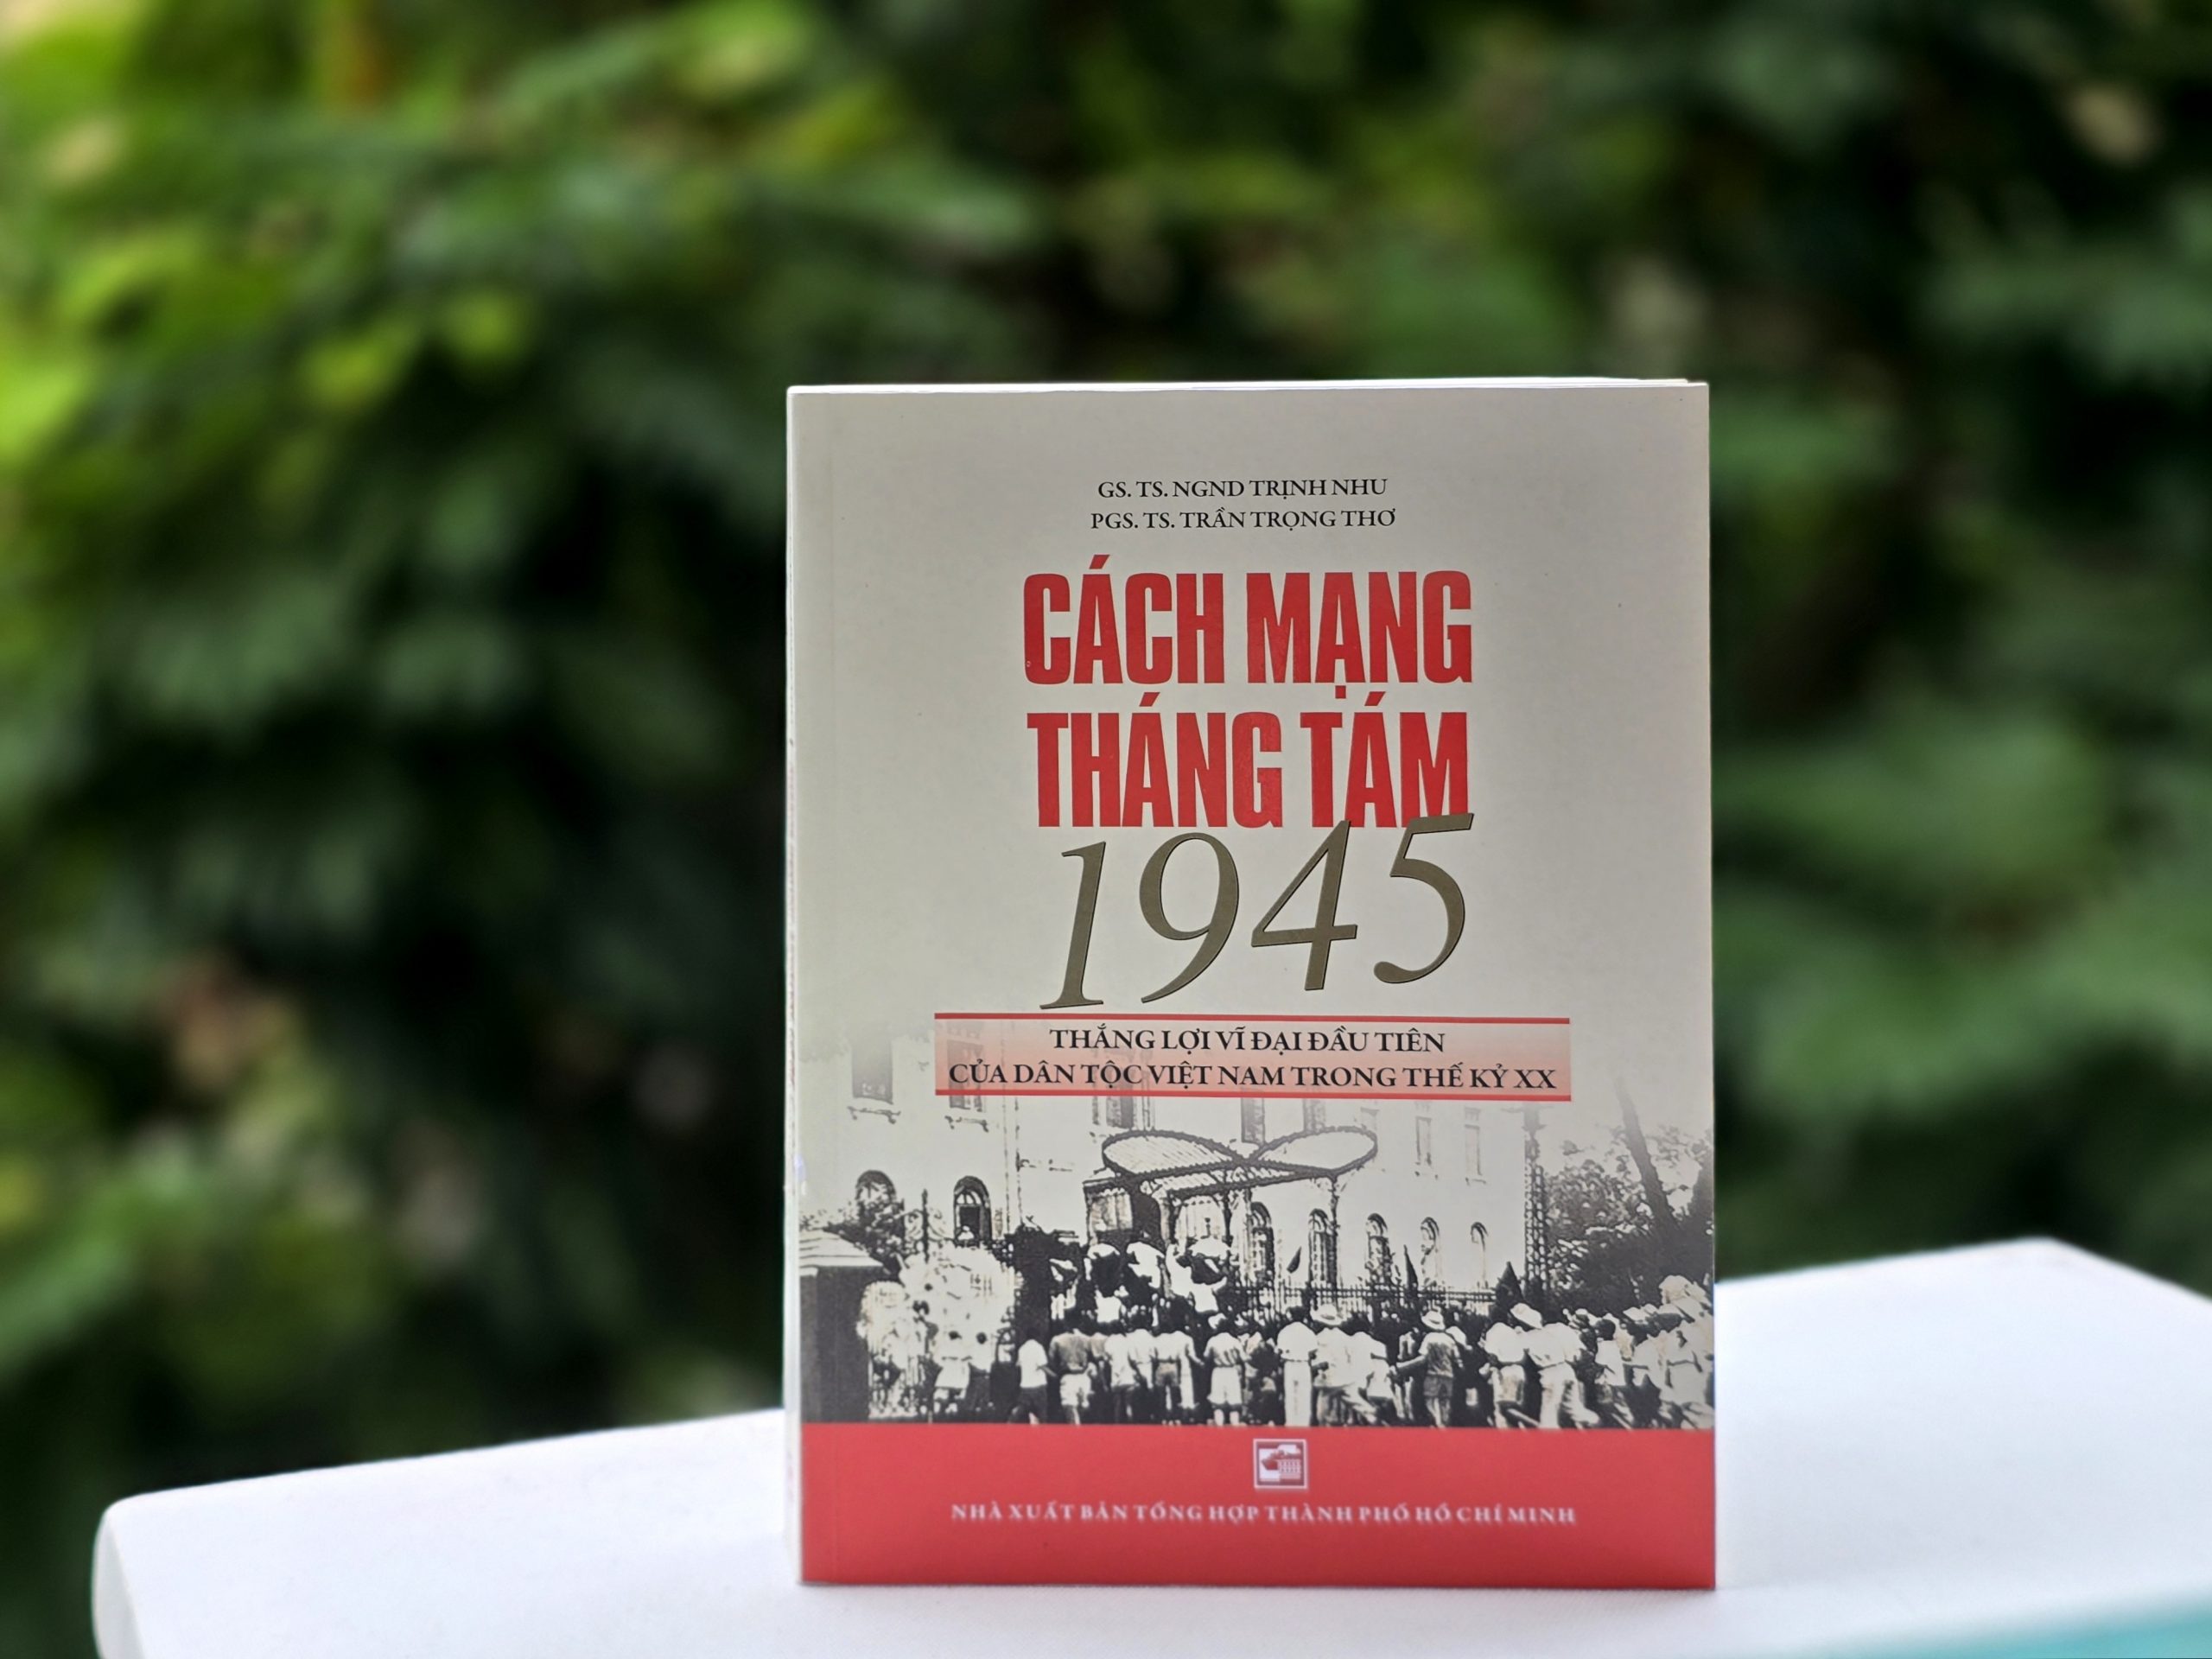 GS. TS. NGND TRỊNH NHU
PGS. TS. TRẦN TRỌNG THƠ
CÁCH MẠNG
THÁNG TÁM
1945
THẮNG LỢI VĨ ĐẠI ĐẦU TIÊN
CỦA DÂN TỘC VIỆT NAM TRONG THẾ KỶ XX
NHÀ XUẤT BẢN TỔNG HỢP THÀNH PHỐ HỒ CHÍ MINH